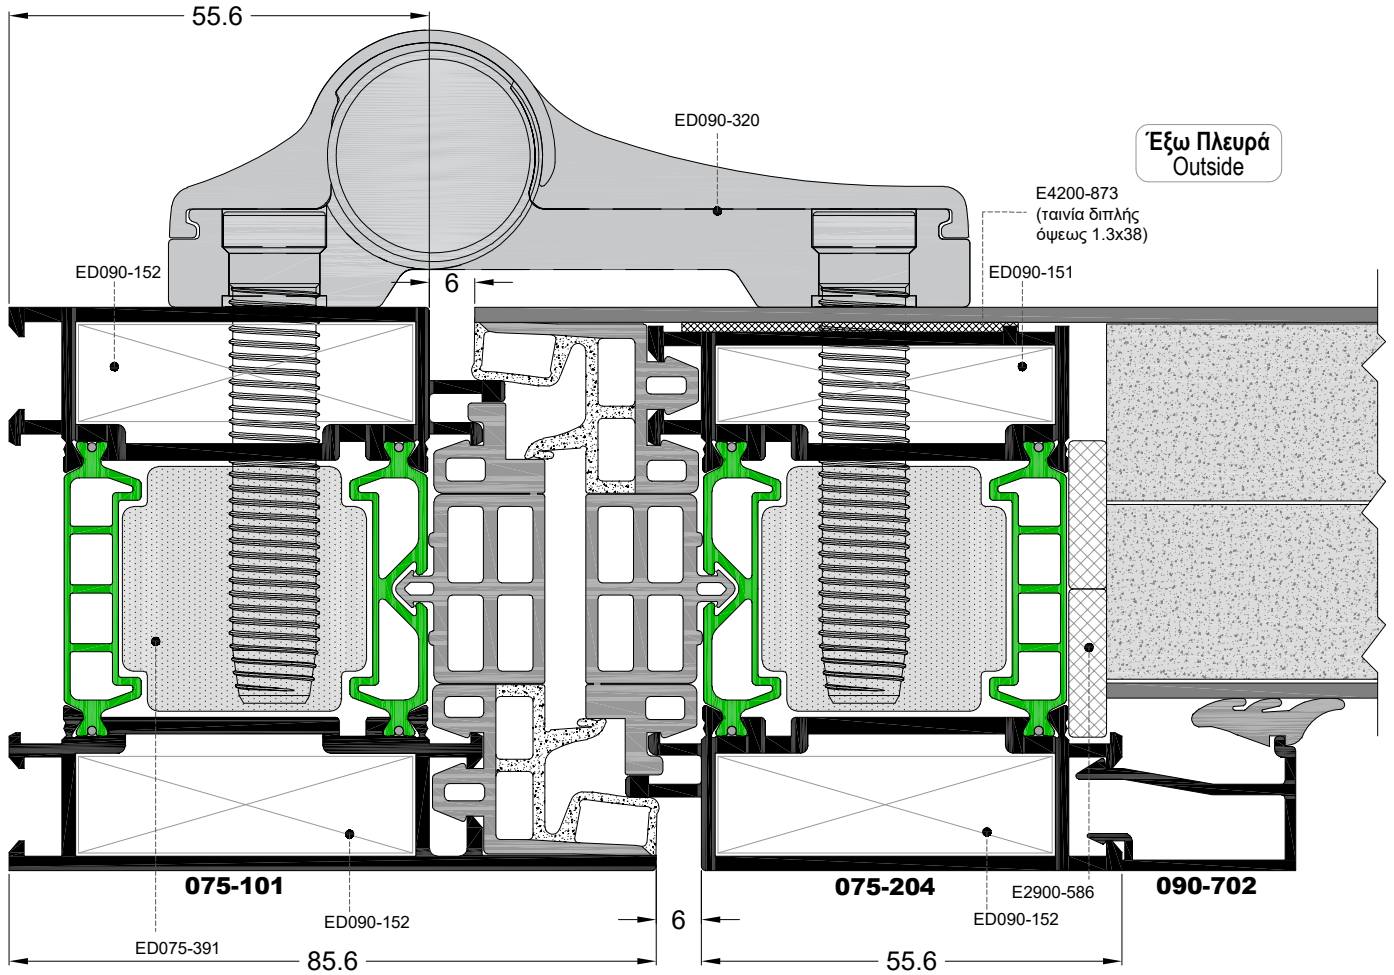 55.6
ED090-320
Έξω Πλευρά
Outside
E4200-873
(ταινία διπλής
όψεως 1.3x38)
ED090-152
6
ED090-151
075-101
075-204
E2900-586
090-702
ED090-152
6
ED090-152
ED075-391
85.6
55.6